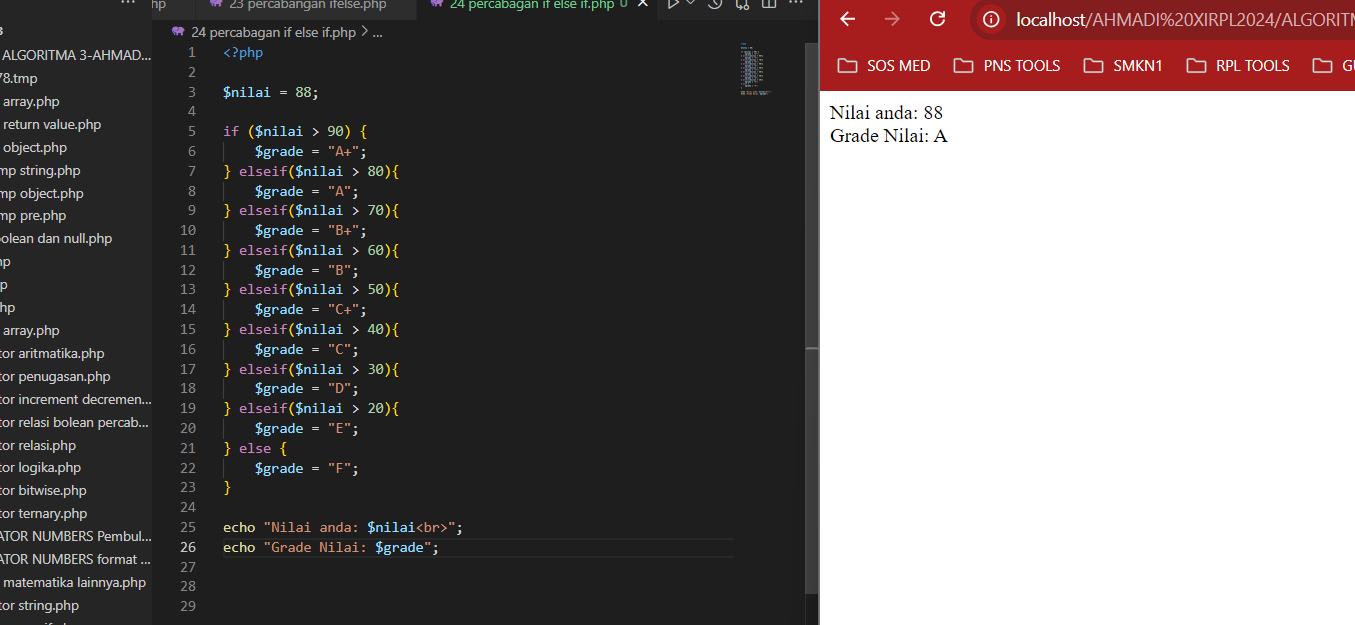 hp
23 percabangan ifelse.php
24 percabagan if else if.php U
ALGORITMA 3-AHMAD...
78.tmp
array.php
return value.php
object.php
mp string.php
mp object.php
mp pre.php
bolean dan null.php
hp
p
hp
array.php
tor aritmatika.php
tor penugasan.php
tor increment decremen...
tor relasi bolean percab...
tor relasi.php
tor logika.php
tor bitwise.php
tor ternary.php
ATOR NUMBERS Pembul...
ATOR NUMBERS format ...
matematika lainnya.php
tor string.php
24 percabagan if else if.php > ...
1 <?php
2
3 $nilai = 88;
4
5 if ($nilai > 90) {
6 $grade = "A+";
7 } elseif($nilai > 80){
8 $grade = "A";
9 } elseif($nilai > 70){
10 $grade = "B+";
11 } elseif($nilai > 60){
12 $grade = "B";
13 } elseif($nilai > 50){
14 $grade = "C+";
15 } elseif($nilai > 40){
16 $grade = "C";
17 } elseif($nilai > 30){
18 $grade = "D";
19 } elseif($nilai > 20){
20 $grade = "E";
21 } else {
22 $grade = "F";
23 }
24
25 echo "Nilai anda: $nilai<br>";
26 echo "Grade Nilai: $grade";
27
28
29
localhost/AHMADI%20XIRPL2024/ALGORITM
SOS MED PNS TOOLS SMKN1 RPL TOOLS GU
Nilai anda: 88
Grade Nilai: A